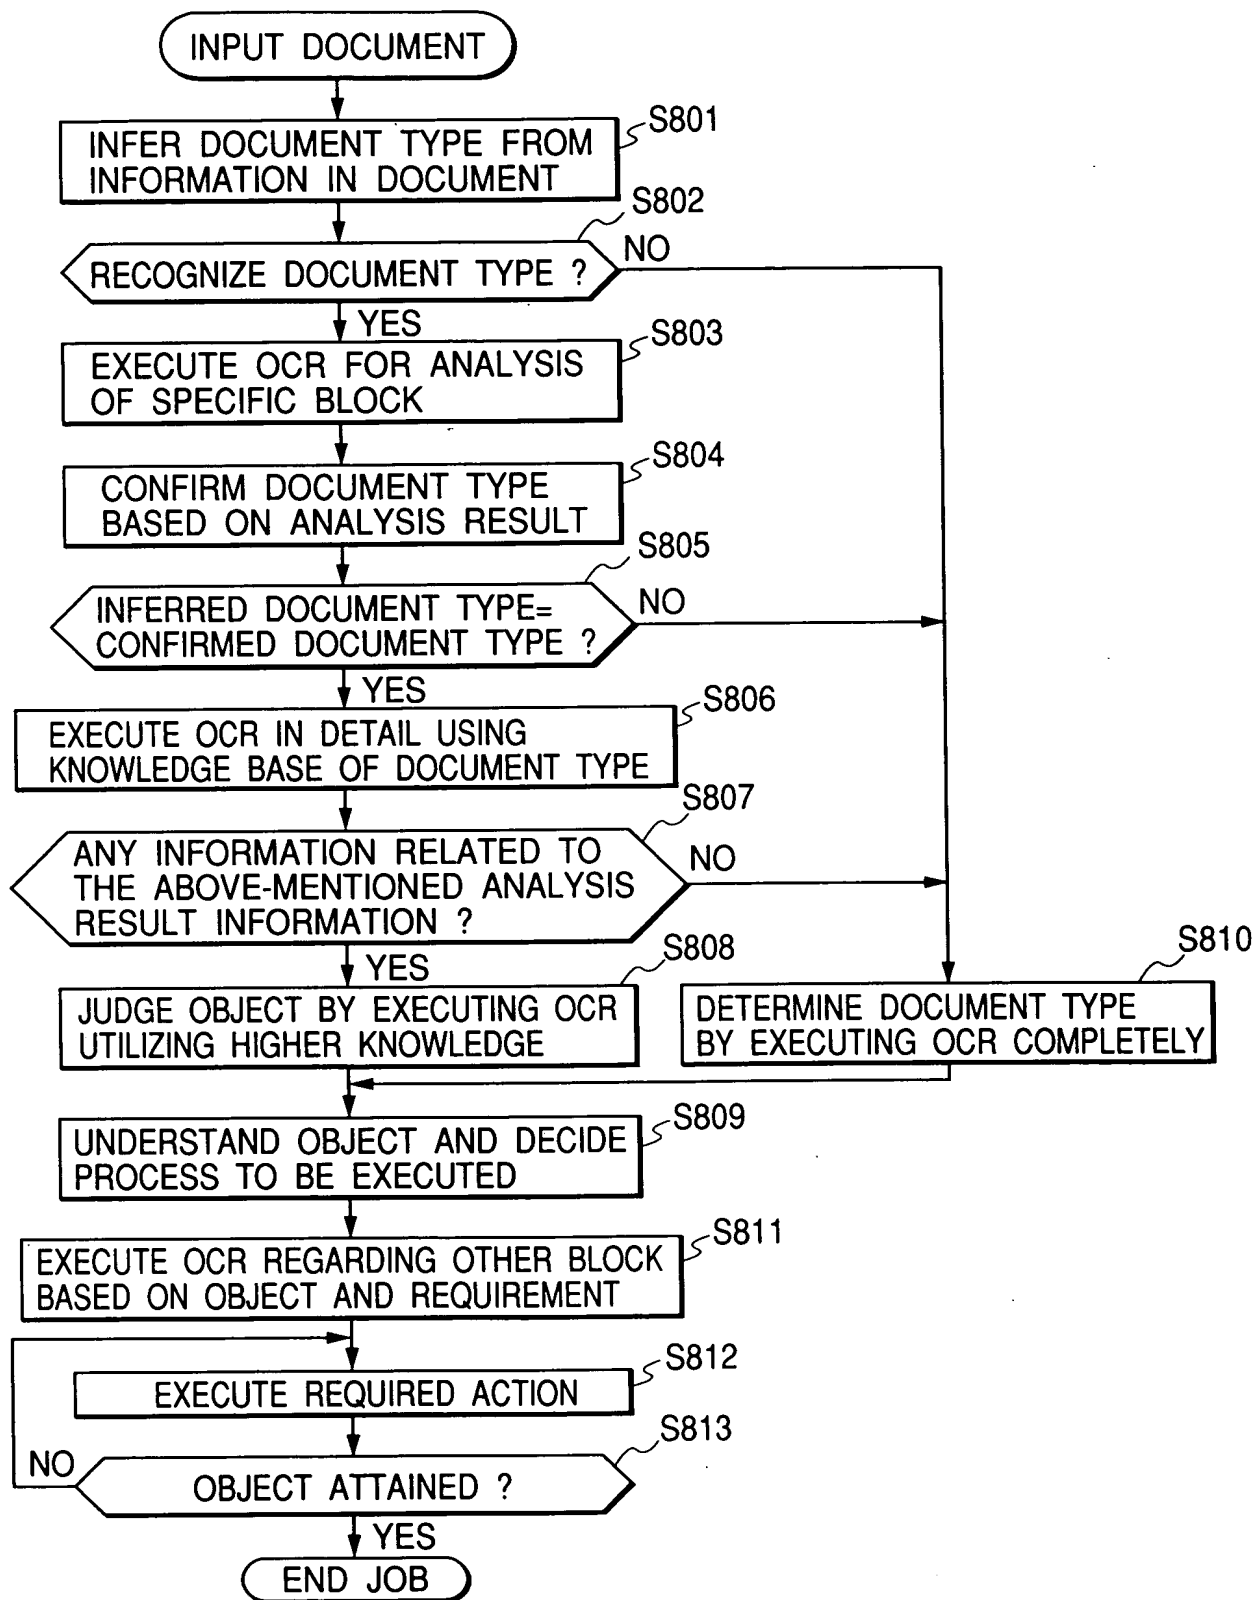 INPUT DOCUMENT
S801
INFER DOCUMENT TYPE FROM
INFORMATION IN DOCUMENT
S802
RECOGNIZE DOCUMENT TYPE ?
NO
YES
S803
EXECUTE OCR FOR ANALYSIS
OF SPECIFIC BLOCK
S804
CONFIRM DOCUMENT TYPE
BASED ON ANALYSIS RESULT
S805
INFERRED DOCUMENT TYPE=
CONFIRMED DOCUMENT TYPE ?
NO
YES
S806
EXECUTE OCR IN DETAIL USING
KNOWLEDGE BASE OF DOCUMENT TYPE
S807
ANY INFORMATION RELATED TO
THE ABOVE-MENTIONED ANALYSIS
RESULT INFORMATION ?
NO
YES
S808
JUDGE OBJECT BY EXECUTING OCR
UTILIZING HIGHER KNOWLEDGE
S810
DETERMINE DOCUMENT TYPE
BY EXECUTING OCR COMPLETELY
S809
UNDERSTAND OBJECT AND DECIDE
PROCESS TO BE EXECUTED
S811
EXECUTE OCR REGARDING OTHER BLOCK
BASED ON OBJECT AND REQUIREMENT
S812
EXECUTE REQUIRED ACTION
S813
NO
OBJECT ATTAINED ?
YES
END JOB